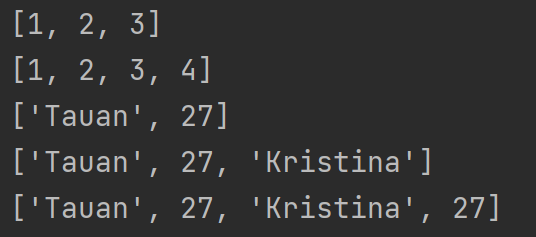 [1, 2, 3]
[1, 2, 3, 4]
['Tauan', 27]
['Tauan', 27, 'Kristina']
['Tauan', 27, 'Kristina', 27]